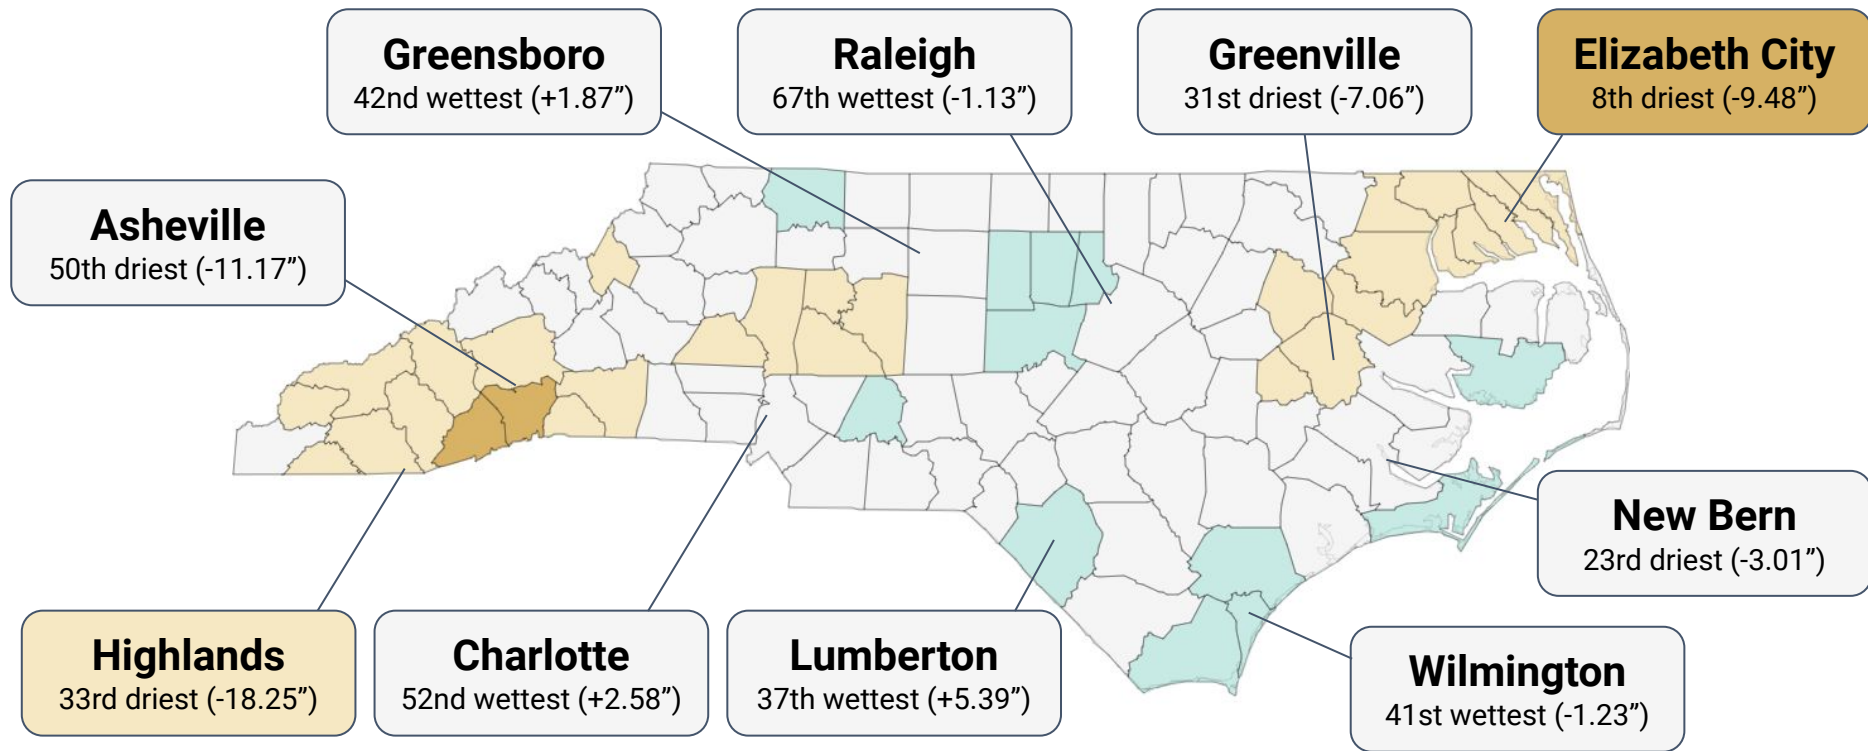 Greensboro
42nd wettest (+1.87”)
Raleigh
67th wettest (-1.13”)
Greenville
31st driest (-7.06”)
Elizabeth City
8th driest (-9.48”)
Asheville
50th driest (-11.17”)
New Bern
23rd driest (-3.01”)
Highlands
33rd driest (-18.25”)
Charlotte
52nd wettest (+2.58”)
Lumberton
37th wettest (+5.39”)
Wilmington
41st wettest (-1.23”)